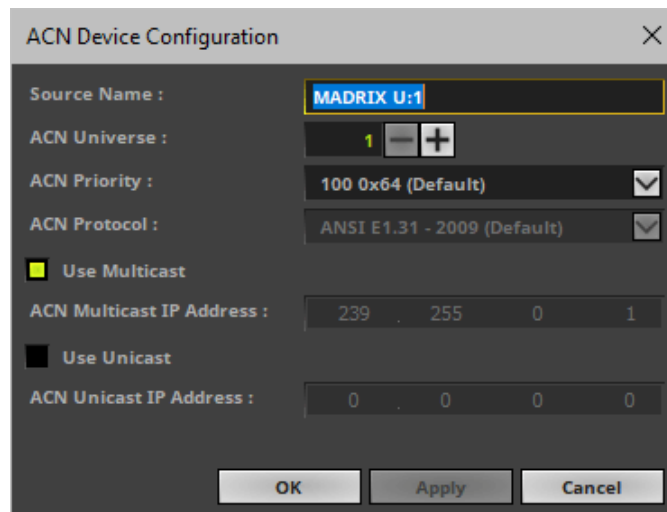 ACN Device Configuration
Source Name : MADRIX U:1
ACN Universe : 1
ACN Priority : 100 0x64 (Default)
ACN Protocol : ANSI E1.31 - 2009 (Default)
Use Multicast
ACN Multicast IP Address : 239 . 255 0 1
Use Unicast
ACN Unicast IP Address : 0 . 0 0 0
OK Apply Cancel